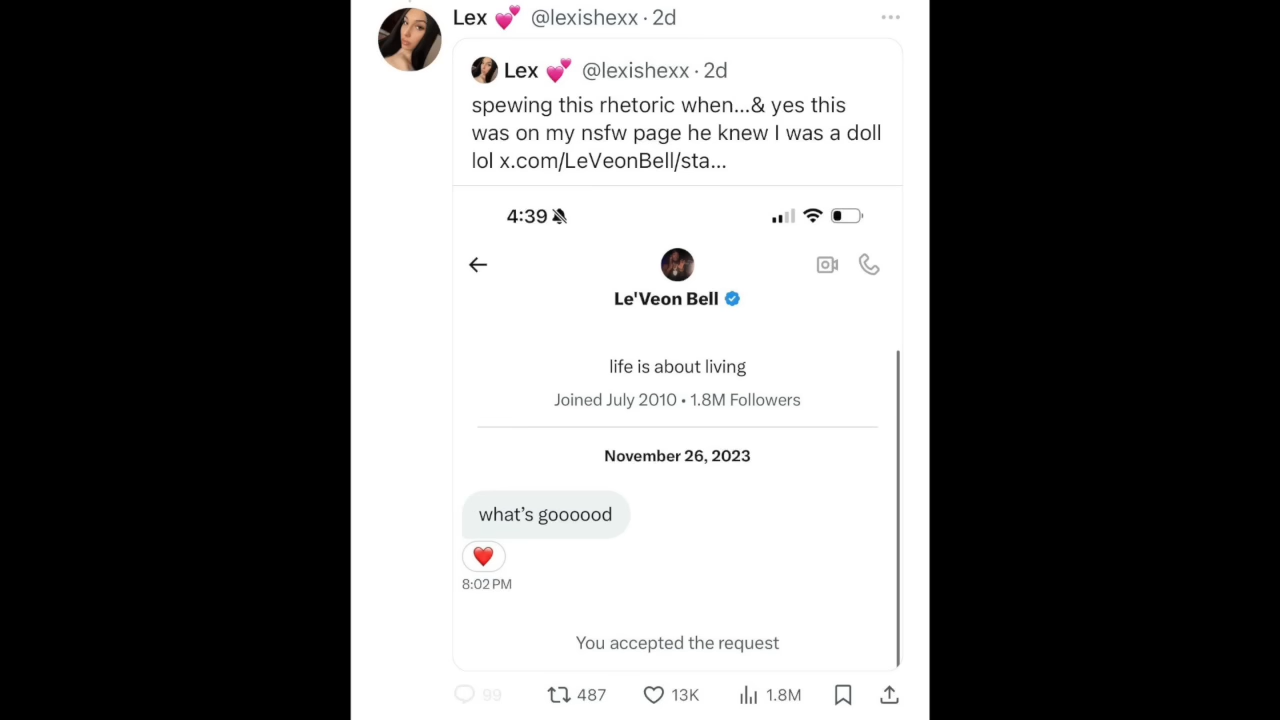 Lex 💕 @lexishexx · 2d
Lex 💕 @lexishexx · 2d
spewing this rhetoric when...& yes this
was on my nsfw page he knew I was a doll
lol x.com/LeVeonBell/sta...
4:39
Le'Veon Bell
life is about living
Joined July 2010 • 1.8M Followers
November 26, 2023
what's goooood
❤️
8:02 PM
You accepted the request
99 487 13K 1.8M